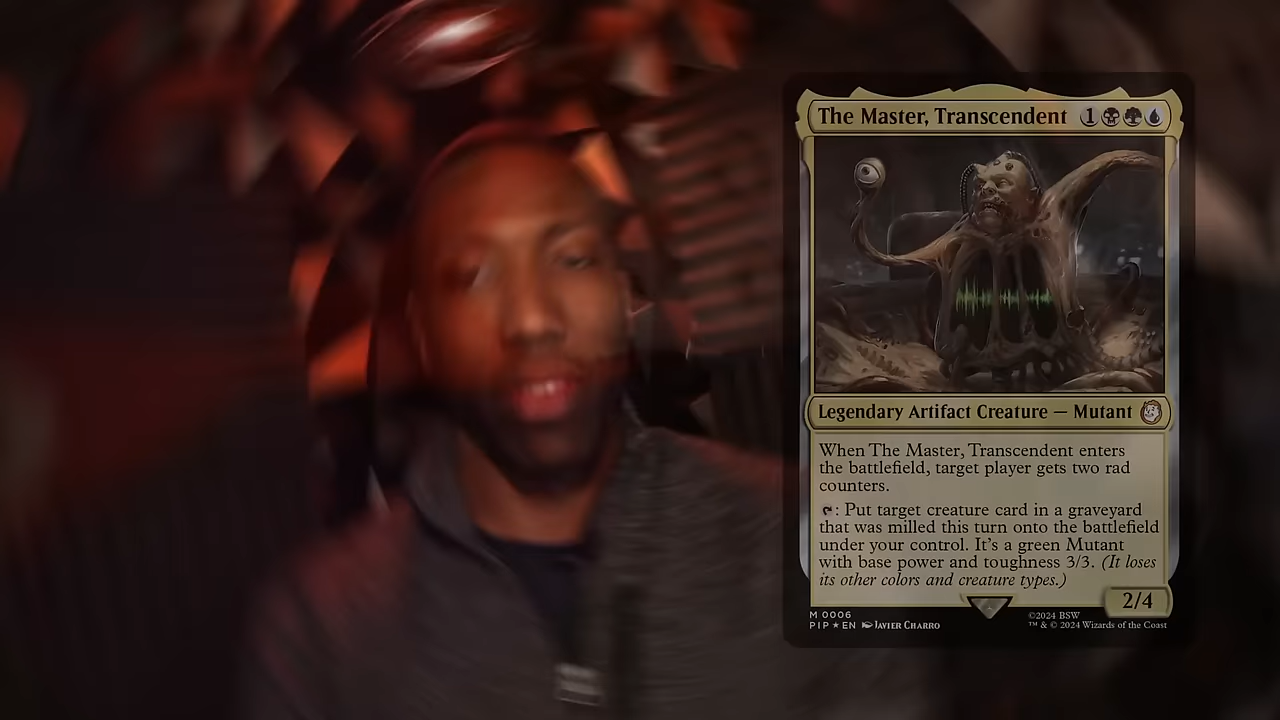 The Master, Transcendent 1
Legendary Artifact Creature — Mutant
When The Master, Transcendent enters
the battlefield, target player gets two rad
counters.
: Put target creature card in a graveyard
that was milled this turn onto the battlefield
under your control. It's a green Mutant
with base power and toughness 3/3. (It loses
its other colors and creature types.)
2/4
M 0006
PIP ★ EN Javier Charro
©2024 BSW
™ & © 2024 Wizards of the Coast